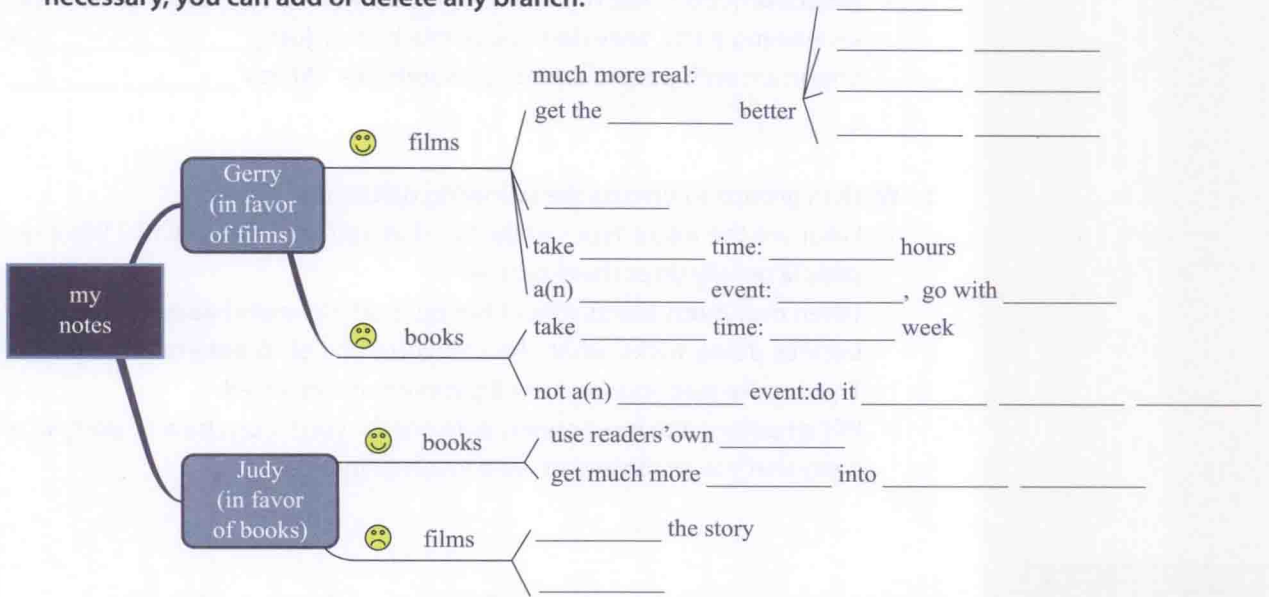 necessary, you can add or delete any branch.
much more real:
get the __________ better
films
Gerry
(in favor
of films)
take __________ time: __________ hours
a(n) __________ event: __________, go with __________
my
notes
books
take __________ time: __________ week
not a(n) __________ event:do it __________ __________ __________
books
use readers'own __________
Judy
(in favor
of books)
get much more __________ into __________ __________
films
__________ the story